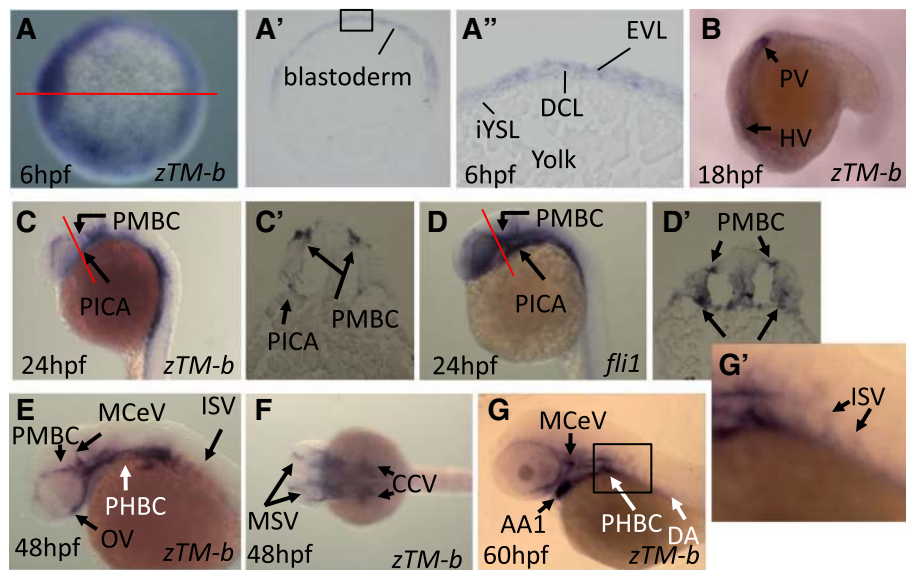 A
6hpf
zTM-b
A'
blastoderm
A''
EVL
DCL
iYSL
Yolk
6hpf
B
PV
HV
18hpf
zTM-b
C
PMBC
PICA
24hpf
zTM-b
C'
PICA
PMBC
D
PMBC
PICA
24hpf
fli1
D'
PMBC
E
MCeV
ISV
PMBC
PHBC
OV
48hpf
zTM-b
F
CCV
MSV
48hpf
zTM-b
G
MCeV
AA1
PHBC
DA
60hpf
zTM-b
G'
ISV